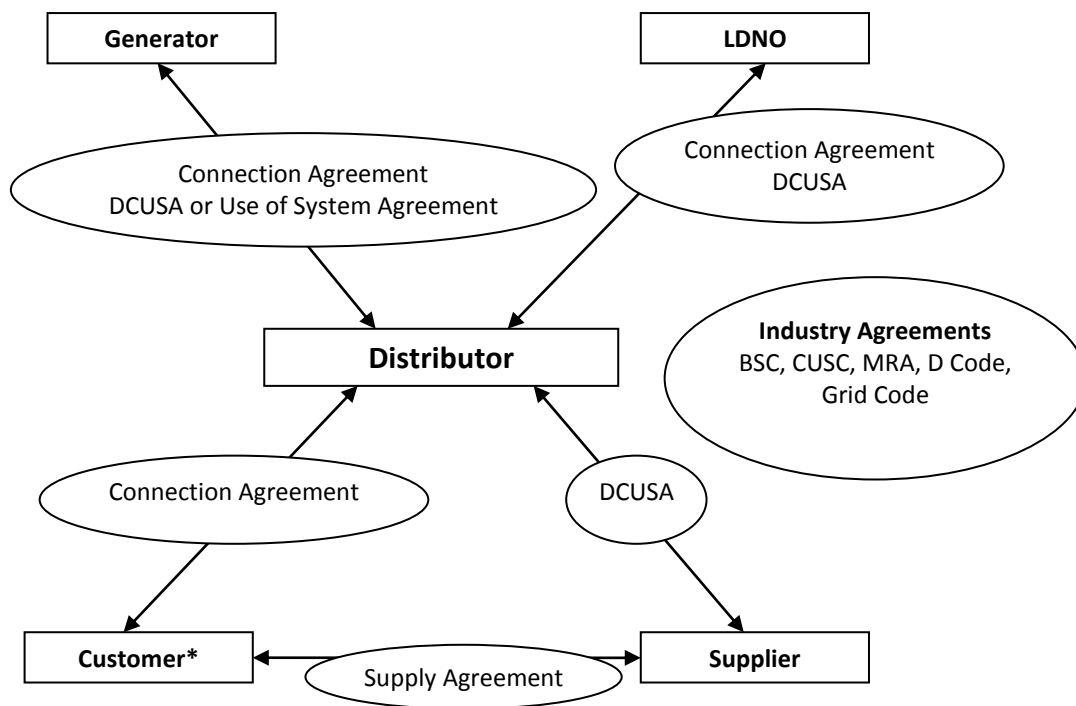 Generator
LDNO
Connection Agreement
DCUSA or Use of System Agreement
Connection Agreement
DCUSA
Distributor
Industry Agreements
BSC, CUSC, MRA, D Code,
Grid Code
Connection Agreement
DCUSA
Customer*
Supply Agreement
Supplier